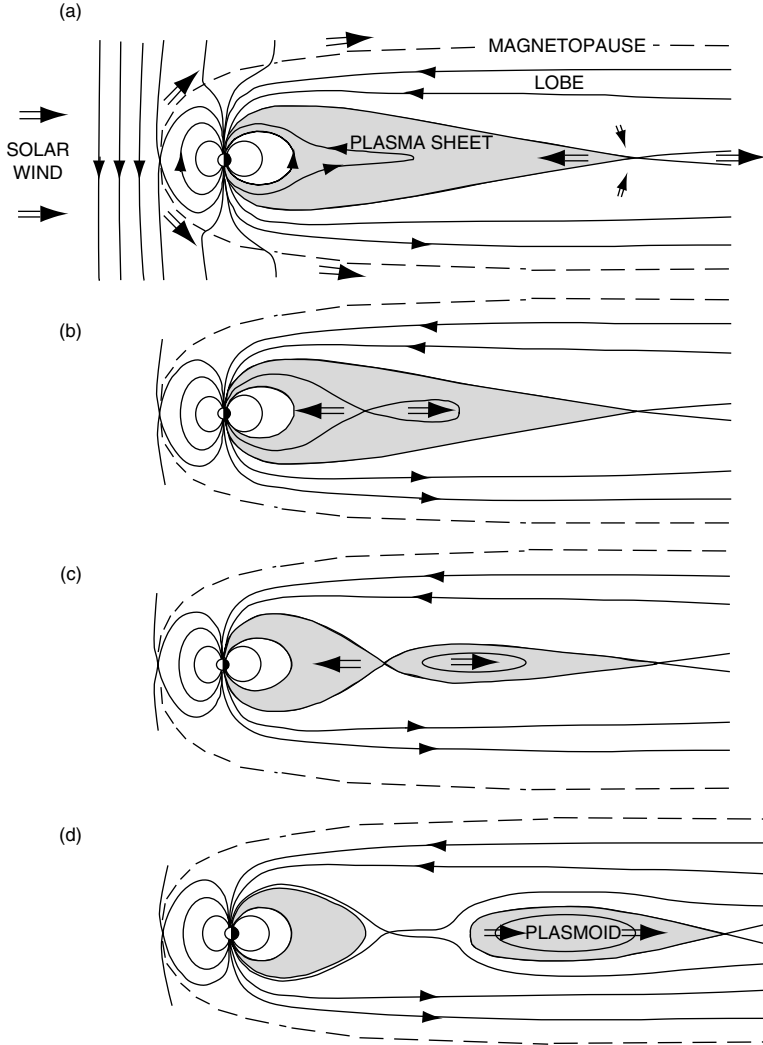 (a)
MAGNETOPAUSE
LOBE
PLASMA SHEET
SOLAR
WIND
(b)
(c)
(d)
PLASMOID